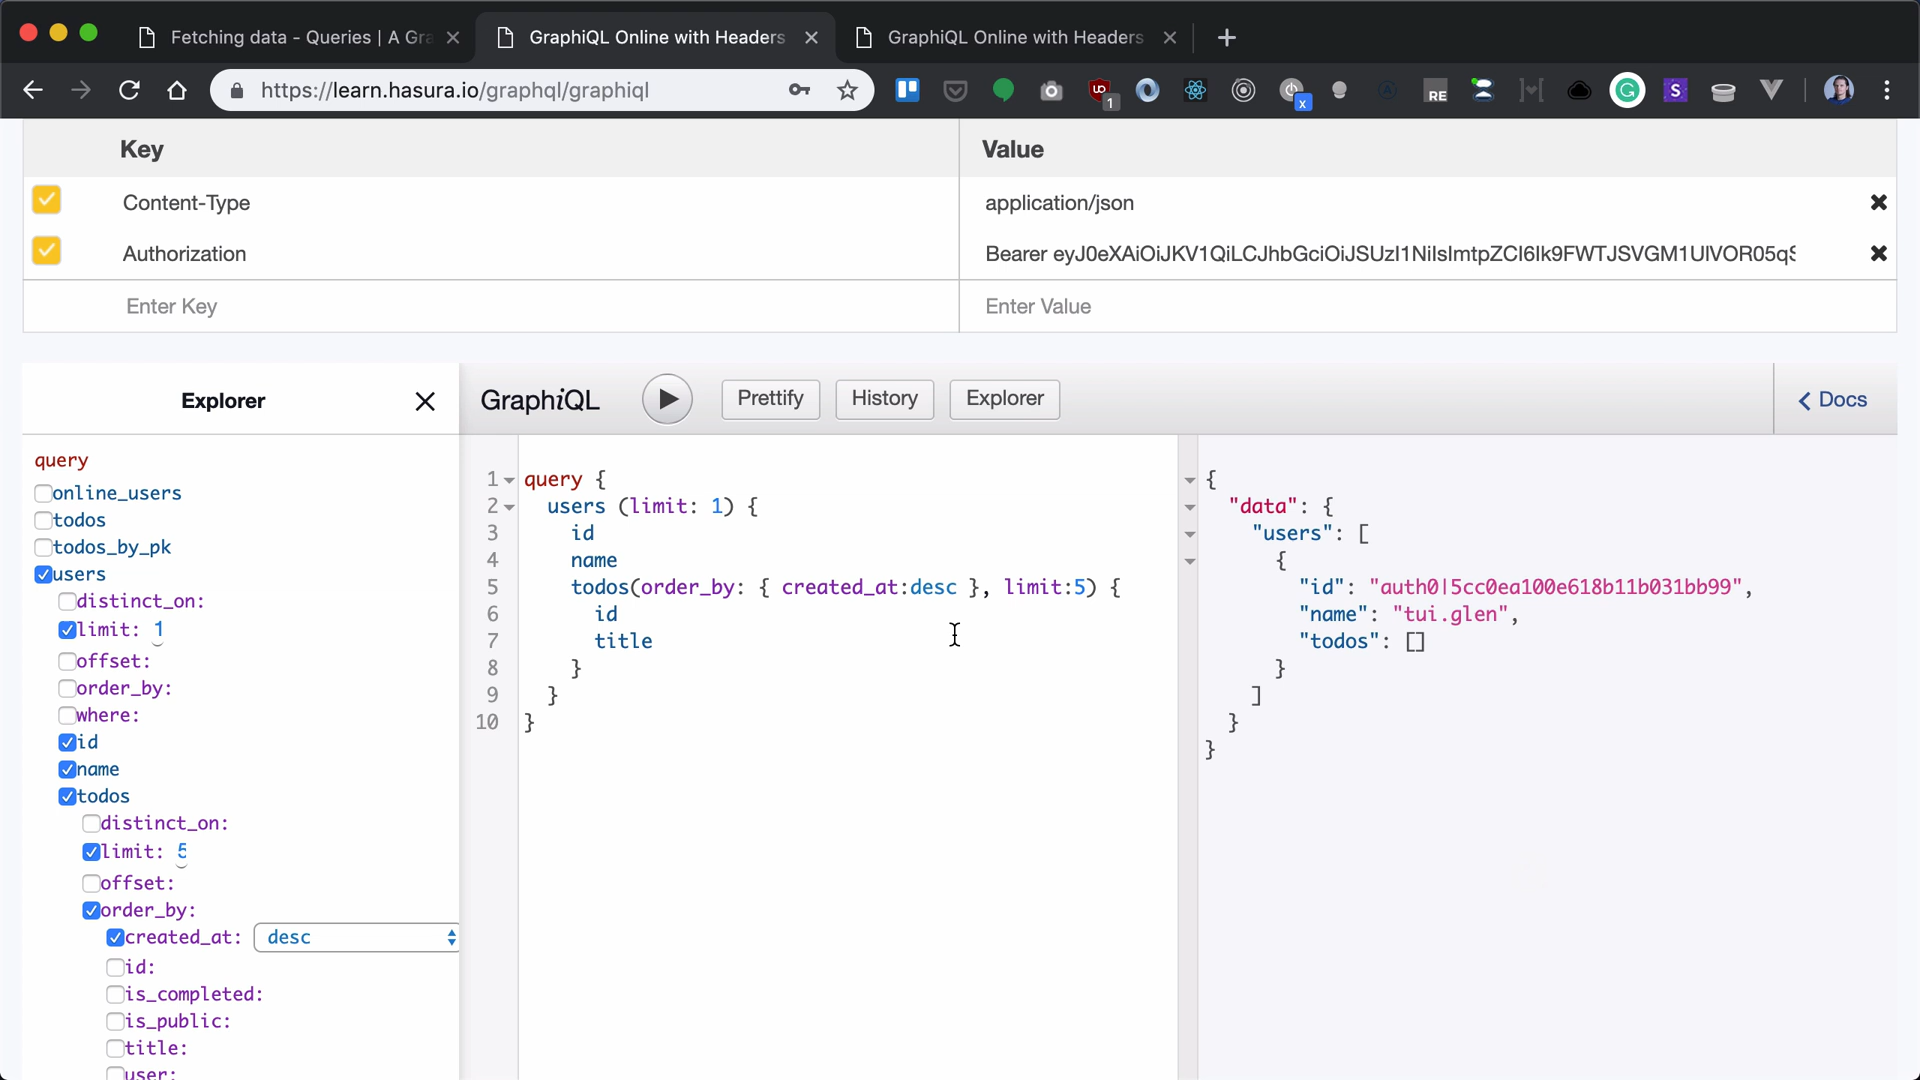 Fetching data - Queries | A Gra
GraphiQL Online with Headers
GraphiQL Online with Headers
https://learn.hasura.io/graphql/graphiql
1
RE
x
S
Key
Value
Content-Type
application/json
Authorization
Bearer eyJ0eXAiOiJKV1QiLCJhbGciOiJSUzI1NiIsImtpZCI6Ik9FWTJSVGM1UlVOR05qS
Enter Key
Enter Value
Explorer
GraphiQL
Prettify
History
Explorer
Docs
query
online_users
todos
todos_by_pk
users
distinct_on:
limit: 1
offset:
order_by:
where:
id
name
todos
distinct_on:
limit: 5
offset:
order_by:
created_at: desc
id:
is_completed:
is_public:
title:
user:
1 query {
2 users (limit: 1) {
3 id
4 name
5 todos(order_by: { created_at:desc }, limit:5) {
6 id
7 title
8 }
9 }
10 }
{
"data": {
"users": [
{
"id": "auth0|5cc0ea100e618b11b031bb99",
"name": "tui.glen",
"todos": []
}
]
}
}